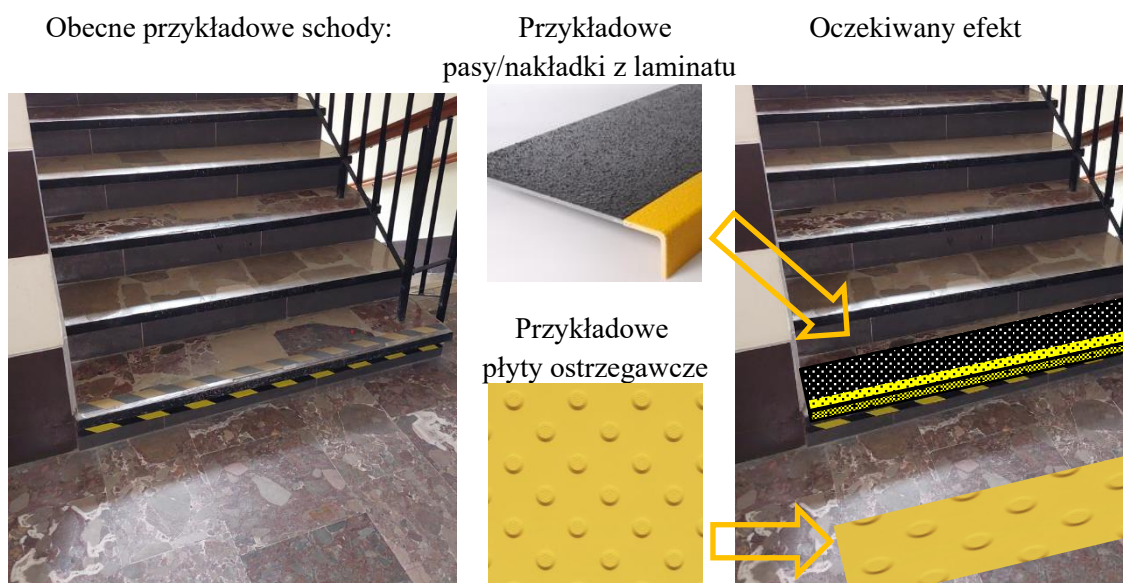 Obecne przykładowe schody:
Przykładowe
pasy/nakładki z laminatu
Oczekiwany efekt
Przykładowe
płyty ostrzegawcze